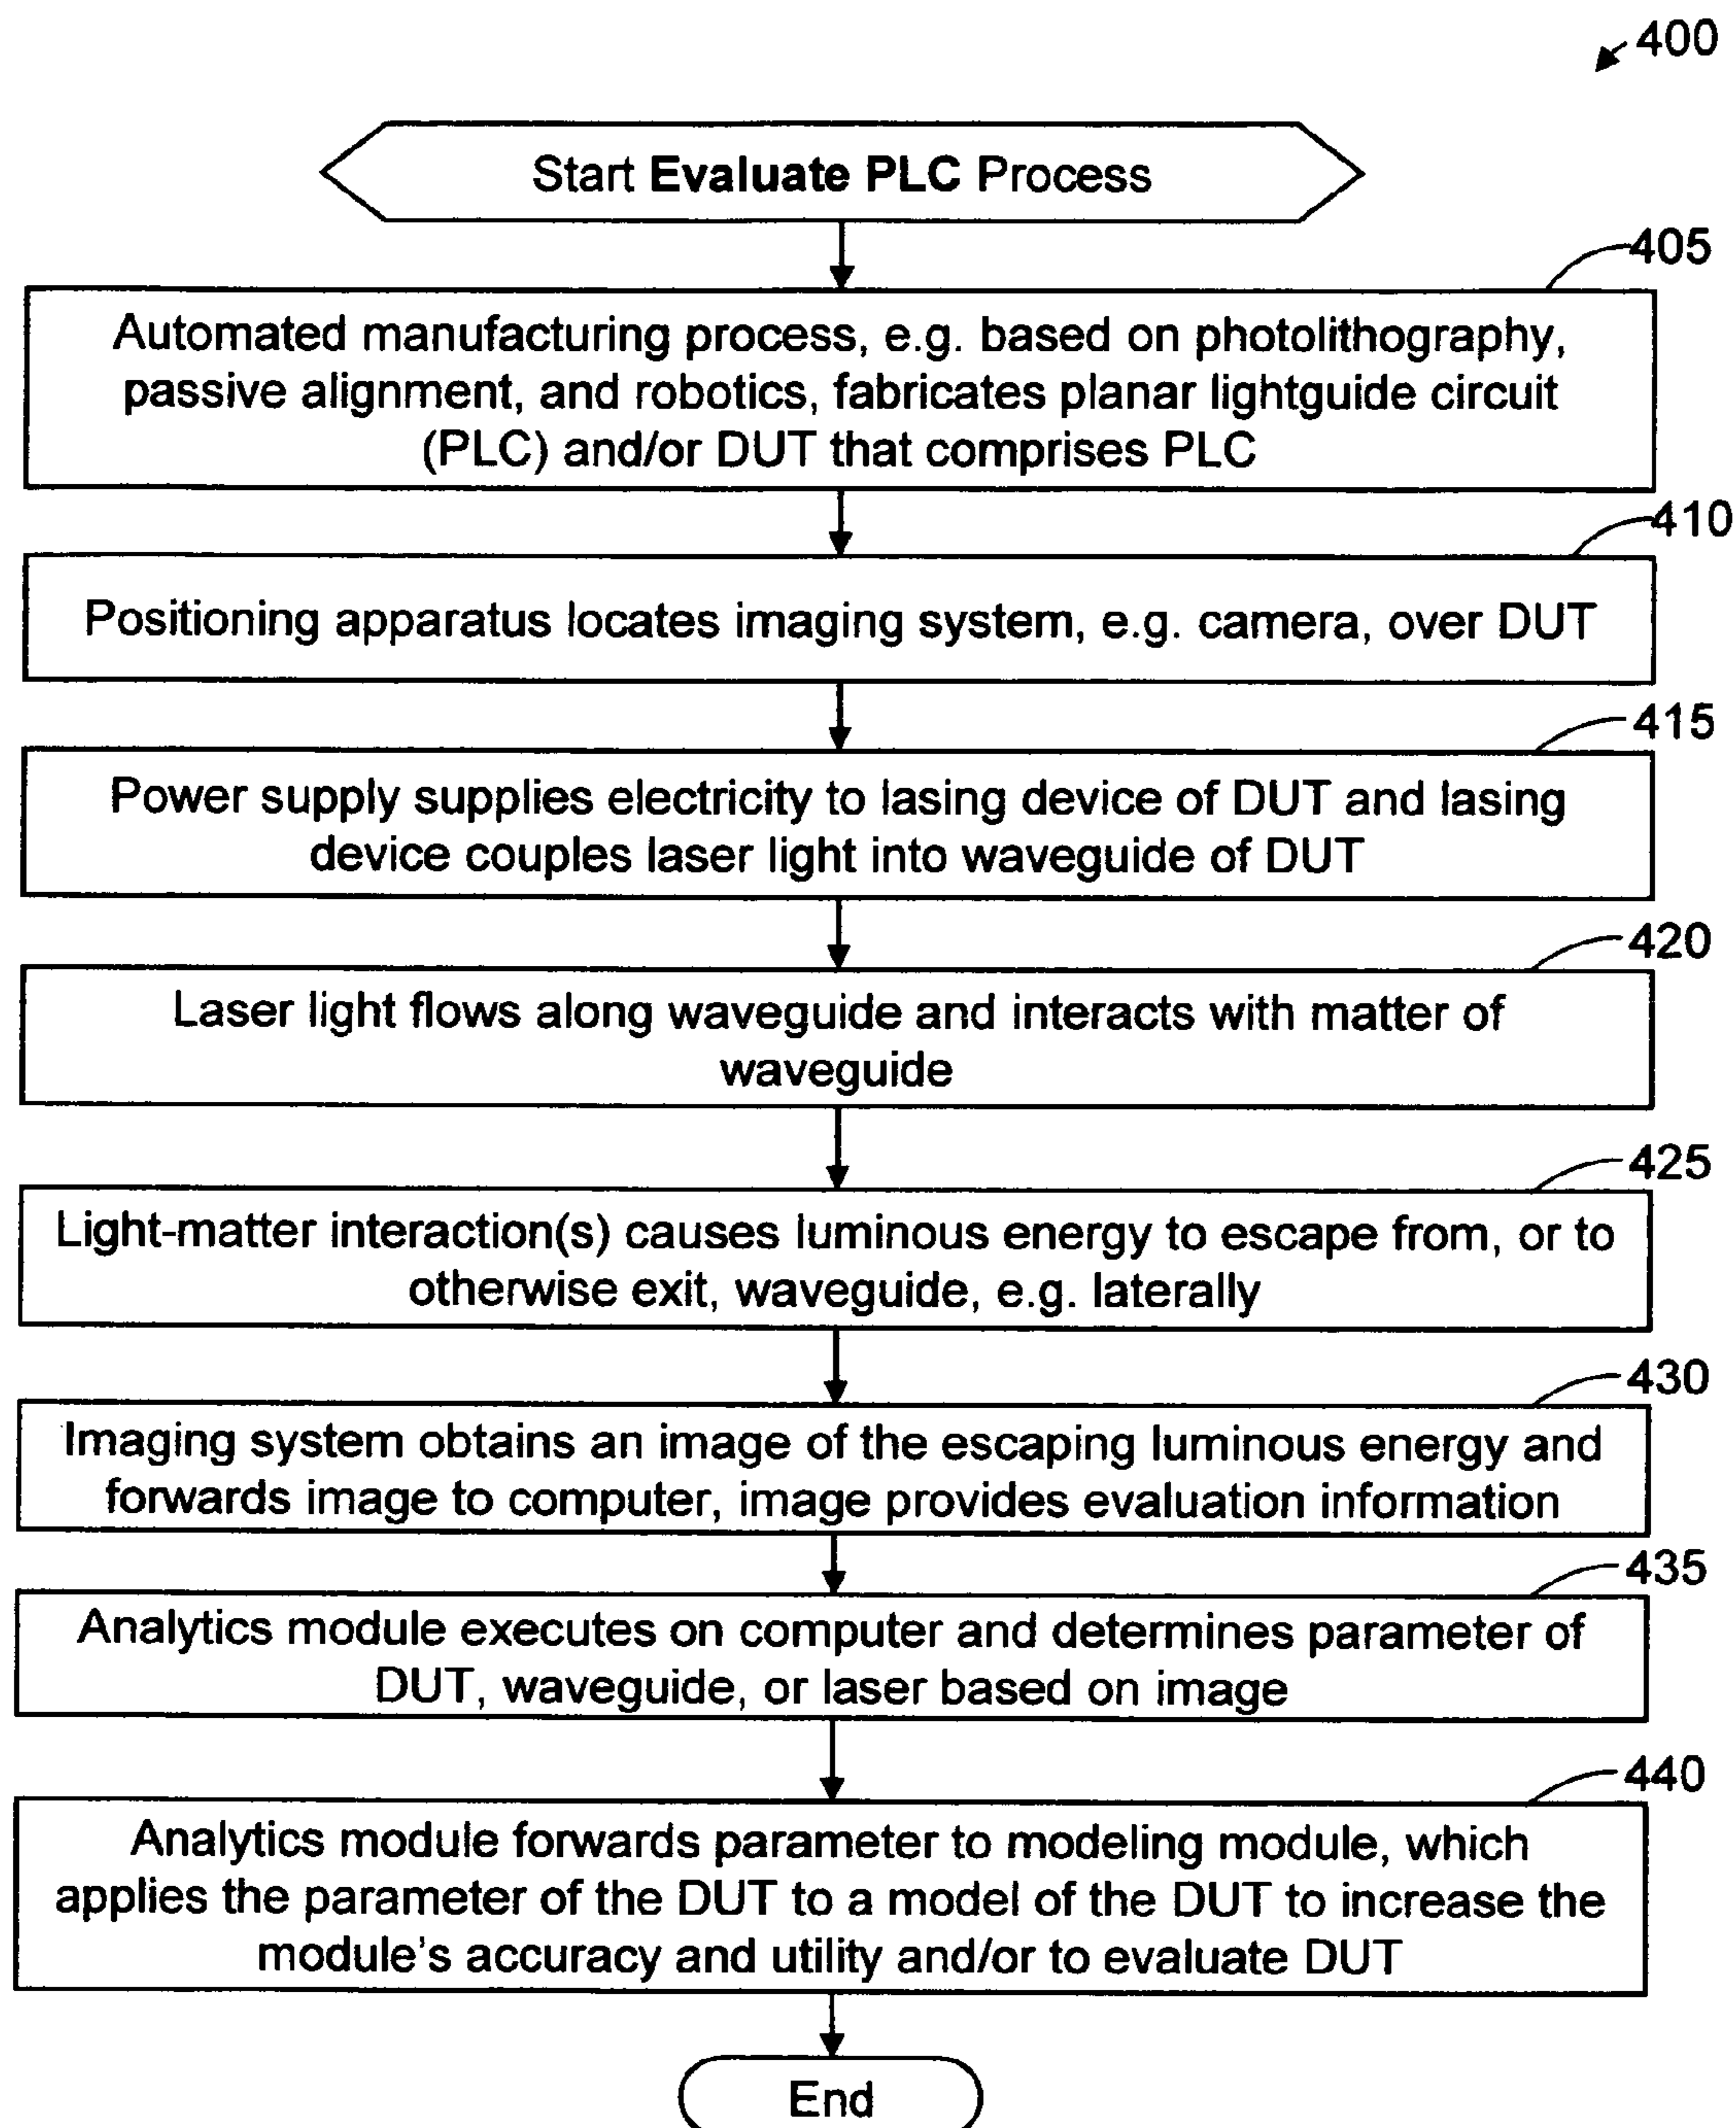 400
Start Evaluate PLC Process
405
Automated manufacturing process, e.g. based on photolithography,
passive alignment, and robotics, fabricates planar lightguide circuit
(PLC) and/or DUT that comprises PLC
410
Positioning apparatus locates imaging system, e.g. camera, over DUT
415
Power supply supplies electricity to lasing device of DUT and lasing
device couples laser light into waveguide of DUT
420
Laser light flows along waveguide and interacts with matter of
waveguide
425
Light-matter interaction(s) causes luminous energy to escape from, or to
otherwise exit, waveguide, e.g. laterally
430
Imaging system obtains an image of the escaping luminous energy and
forwards image to computer, image provides evaluation information
435
Analytics module executes on computer and determines parameter of
DUT, waveguide, or laser based on image
440
Analytics module forwards parameter to modeling module, which
applies the parameter of the DUT to a model of the DUT to increase the
module's accuracy and utility and/or to evaluate DUT
End